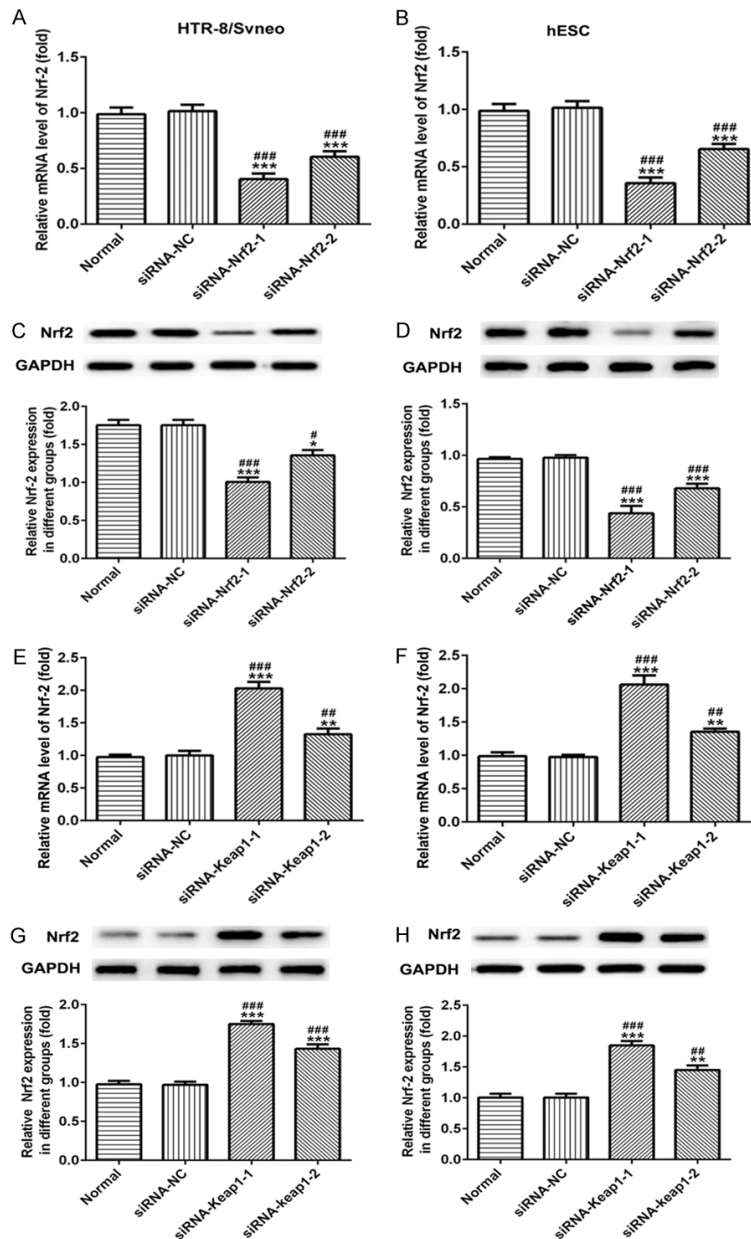 A
HTR-8/Svneo
Relative mRNA level of Nrf-2 (fold)
1.5
1.0
0.5
0.0
###
***
###
***
Normal
siRNA-NC
siRNA-Nrf2-1
siRNA-Nrf2-2
B
hESC
Relative mRNA level of Nrf2 (fold)
1.5
1.0
0.5
0.0
###
***
###
***
Normal
siRNA-NC
siRNA-Nrf2-1
siRNA-Nrf2-2
C
Nrf2
GAPDH
Relative Nrf-2 expression
in different groups (fold)
2.0
1.5
1.0
0.5
0.0
###
***
#
*
Normal
siRNA-NC
siRNA-Nrf2-1
siRNA-Nrf2-2
D
Nrf2
GAPDH
Relative Nrf2 expression
in different groups (fold)
1.5
1.0
0.5
0.0
###
***
###
***
Normal
siRNA-NC
siRNA-Nrf2-1
siRNA-Nrf2-2
E
Relative mRNA level of Nrf-2 (fold)
2.5
2.0
1.5
1.0
0.5
0.0
###
***
##
**
Normal
siRNA-NC
siRNA-Keap1-1
siRNA-Keap1-2
F
Relative mRNA level of Nrf-2 (fold)
2.5
2.0
1.5
1.0
0.5
0.0
###
***
##
**
Normal
siRNA-NC
siRNA-Keap1-1
siRNA-Keap1-2
G
Nrf2
GAPDH
Relative Nrf2 expression
in different groups (fold)
2.0
1.5
1.0
0.5
0.0
###
***
###
***
Normal
siRNA-NC
siRNA-Keap1-1
siRNA-keap1-2
H
Nrf2
GAPDH
Relative Nrf-2 expression
in different groups (fold)
2.5
2.0
1.5
1.0
0.5
0.0
###
***
##
**
Normal
siRNA-NC
siRNA-Keap1-1
siRNA-Keap1-2